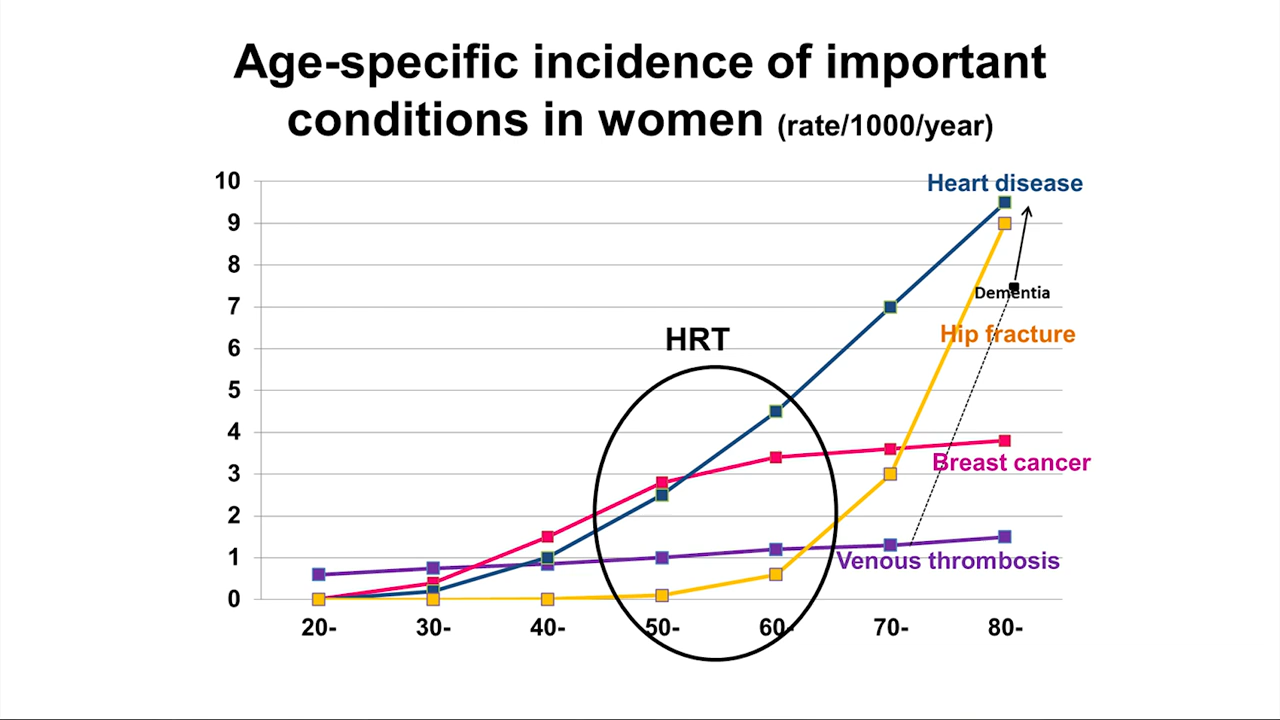 Age-specific incidence of important
conditions in women (rate/1000/year)
10
9
8
7
6
5
4
3
2
1
0
Heart disease
Dementia
Hip fracture
HRT
Breast cancer
Venous thrombosis
20- 30- 40- 50- 60- 70- 80-